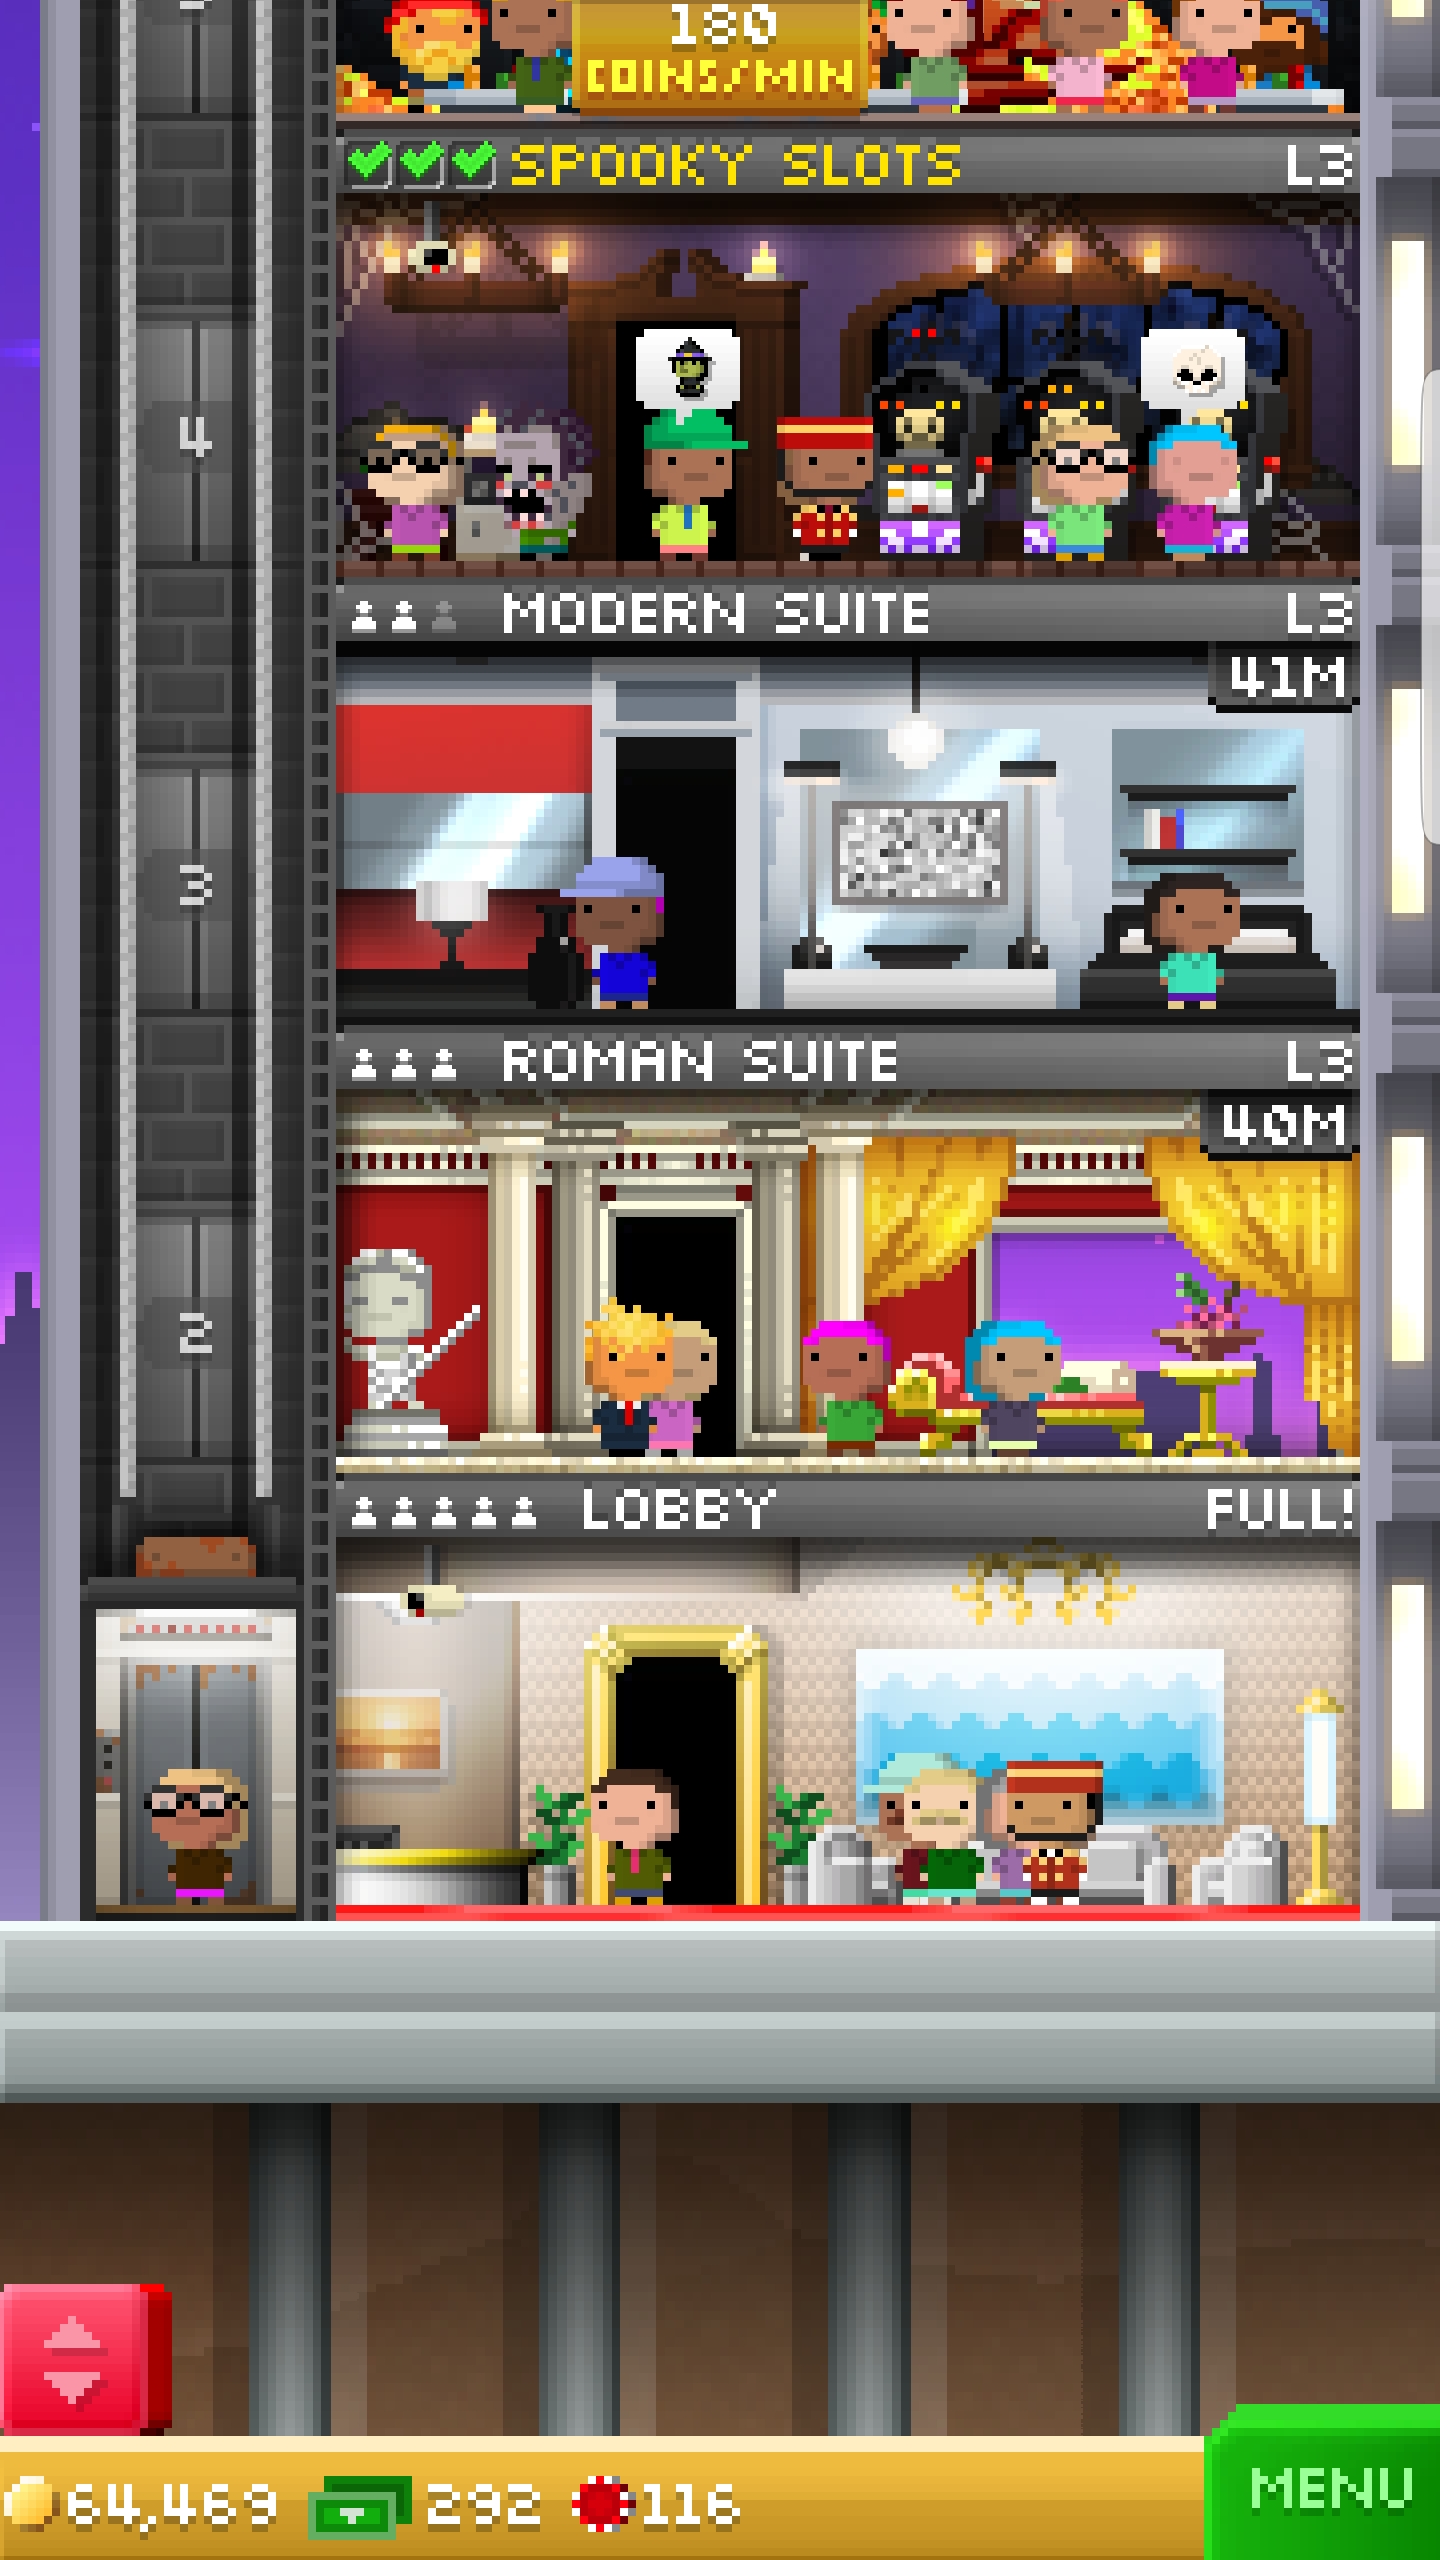 180
COINS/MIN
SPOOKY SLOTS L3
4
MODERN SUITE L3
41M
3
ROMAN SUITE L3
40M
2
LOBBY FULL!
64,469 292 116
MENU